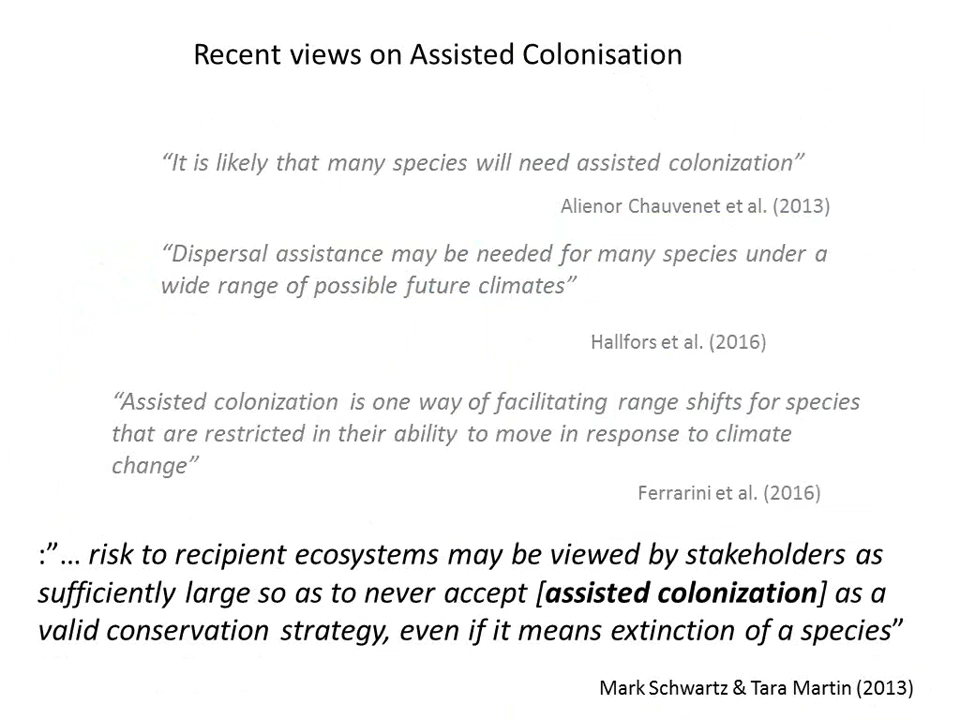 Recent views on Assisted Colonisation
“It is likely that many species will need assisted colonization”
Alienor Chauvenet et al. (2013)
“Dispersal assistance may be needed for many species under a
wide range of possible future climates”
Hallfors et al. (2016)
“Assisted colonization is one way of facilitating range shifts for species
that are restricted in their ability to move in response to climate
change”
Ferrarini et al. (2016)
:”… risk to recipient ecosystems may be viewed by stakeholders as
sufficiently large so as to never accept [assisted colonization] as a
valid conservation strategy, even if it means extinction of a species”
Mark Schwartz & Tara Martin (2013)